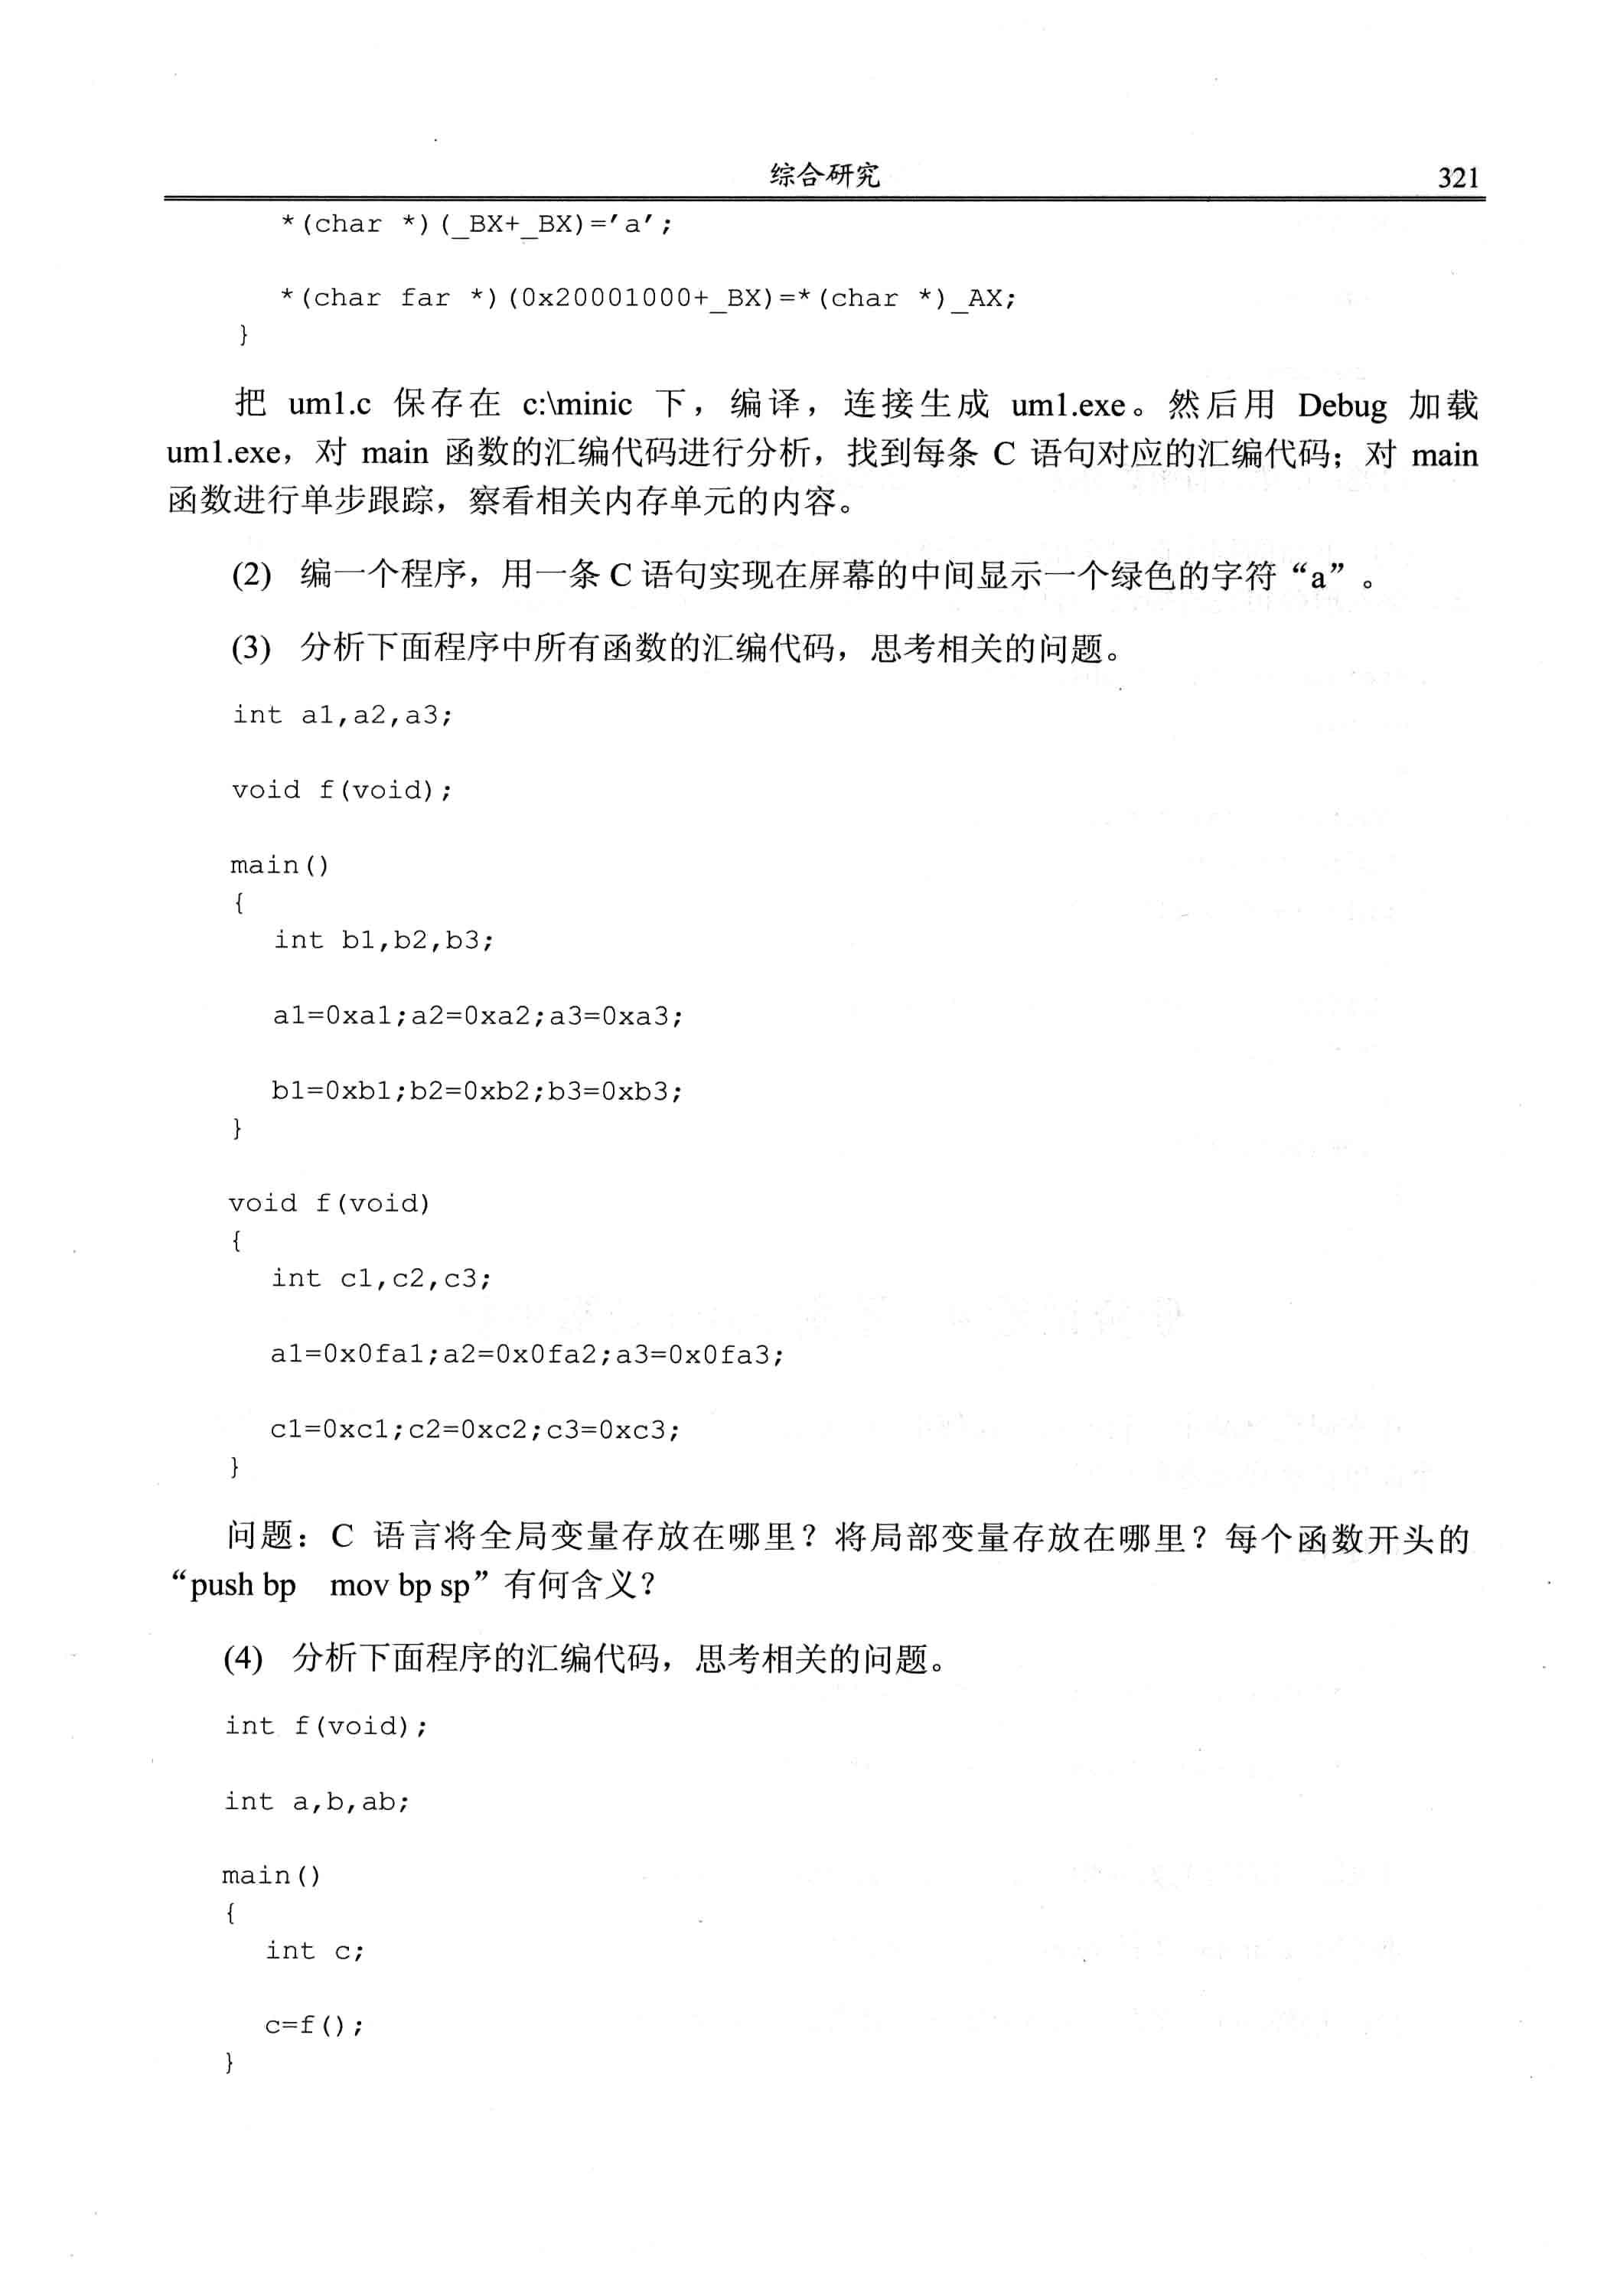 综合研究 321
*(char *)(_BX+_BX)='a';
*(char far *)(0x20001000+_BX)=*(char *)_AX;
}
把 um1.c 保存在 c:\minic 下，编译，连接生成 um1.exe。然后用 Debug 加载
um1.exe，对 main 函数的汇编代码进行分析，找到每条 C 语句对应的汇编代码；对 main
函数进行单步跟踪，察看相关内存单元的内容。
(2) 编一个程序，用一条 C 语句实现在屏幕的中间显示一个绿色的字符“a”。
(3) 分析下面程序中所有函数的汇编代码，思考相关的问题。
int a1,a2,a3;
void f(void);
main()
{
int b1,b2,b3;
a1=0xa1;a2=0xa2;a3=0xa3;
b1=0xb1;b2=0xb2;b3=0xb3;
}
void f(void)
{
int c1,c2,c3;
a1=0x0fa1;a2=0x0fa2;a3=0x0fa3;
c1=0xc1;c2=0xc2;c3=0xc3;
}
问题：C 语言将全局变量存放在哪里？将局部变量存放在哪里？每个函数开头的
“push bp mov bp sp”有何含义？
(4) 分析下面程序的汇编代码，思考相关的问题。
int f(void);
int a,b,ab;
main()
{
int c;
c=f();
}